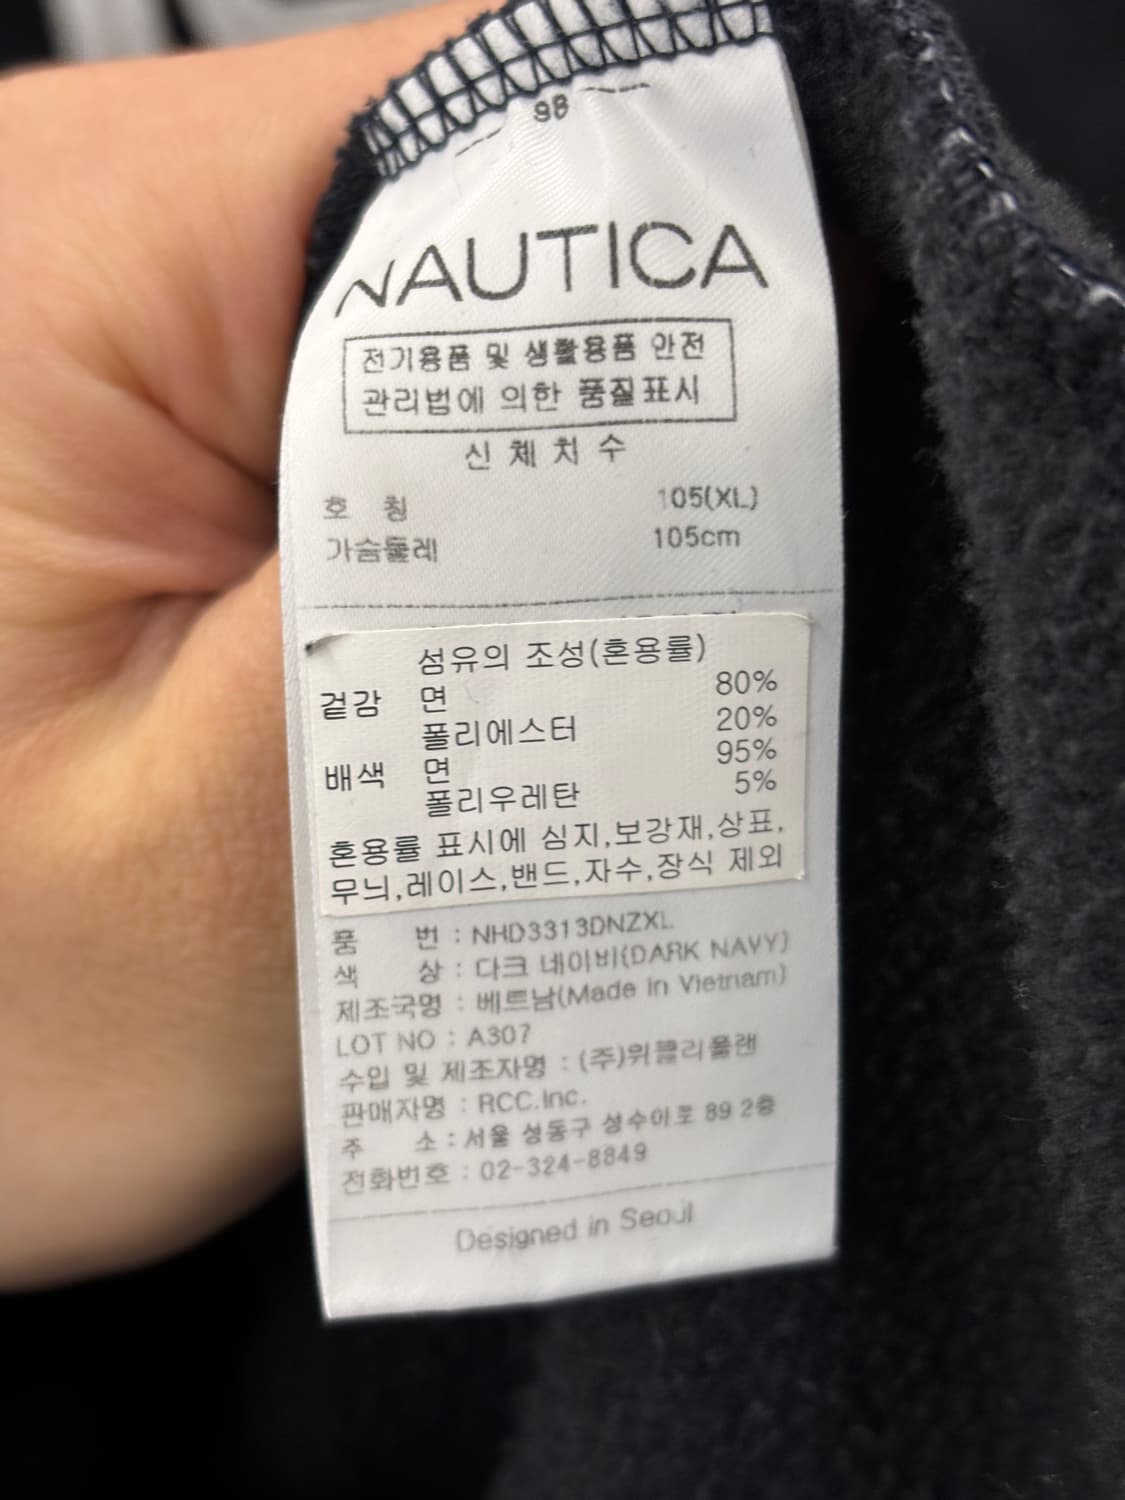 98
NAUTICA
전기용품 및 생활용품 안전
관리법에 의한 품질표시
신체치수
호 칭 105(XL)
가슴둘레 105cm
섬유의 조성(혼용률)
겉감 면 80%
폴리에스터 20%
배색 면 95%
폴리우레탄 5%
혼용률 표시에 심지,보강재,상표,
무늬,레이스,밴드,자수,장식 제외
품 번 : NHD3313DNZXL
색 상 : 다크 네이비(DARK NAVY)
제조국명 : 베트남(Made in Vietnam)
LOT NO : A307
수입 및 제조자명 : (주)위클리플랜
판매자명 : RCC.Inc.
주 소 : 서울 성동구 성수이로 89 2층
전화번호 : 02-324-8849
Designed in Seoul